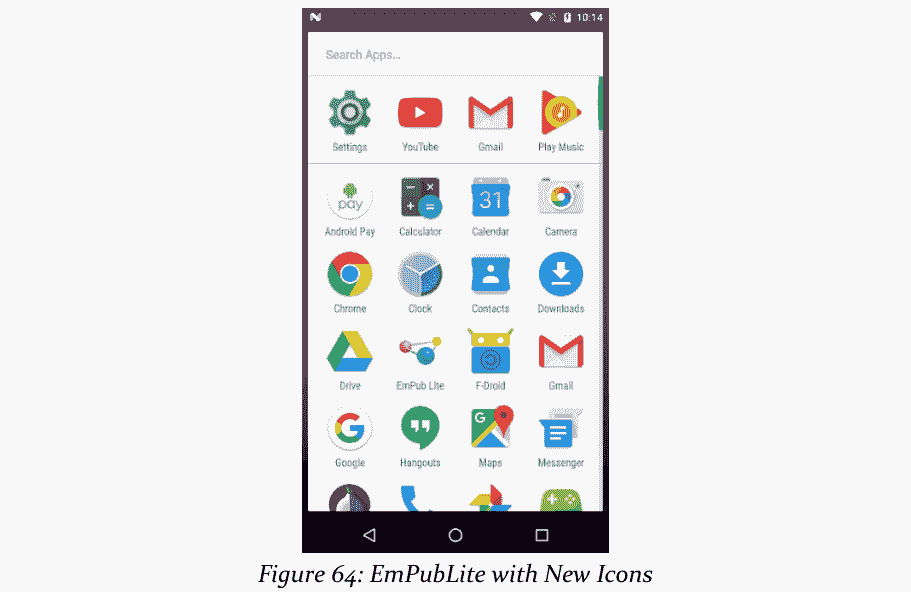 10:14
Search Apps...
Settings YouTube Gmail Play Music
pay
31
Android Pay Calculator Calendar Camera
Chrome Clock Contacts Downloads
Drive EmPub Lite F-Droid Gmail
G G
Google Hangouts Maps Messenger
Figure 64: EmPubLite with New Icons